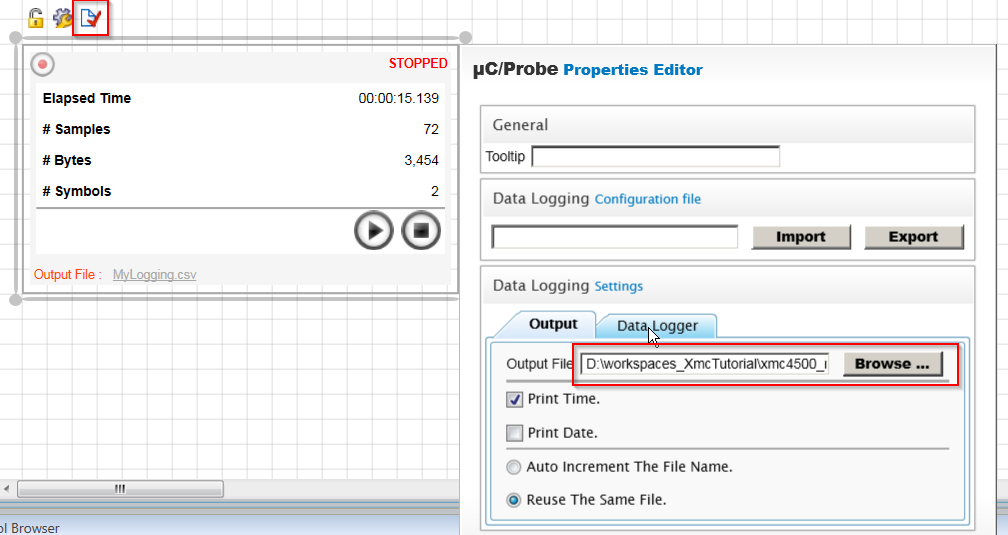 STOPPED
Elapsed Time 00:00:15.139
# Samples 72
# Bytes 3,454
# Symbols 2
Output File : MyLogging.csv
µC/Probe Properties Editor
General
Tooltip
Data Logging Configuration file
Import Export
Data Logging Settings
Output Data Logger
Output File D:\workspaces_XmcTutorial\xmc4500_ Browse ...
Print Time.
Print Date.
Auto Increment The File Name.
Reuse The Same File.
ol Browser